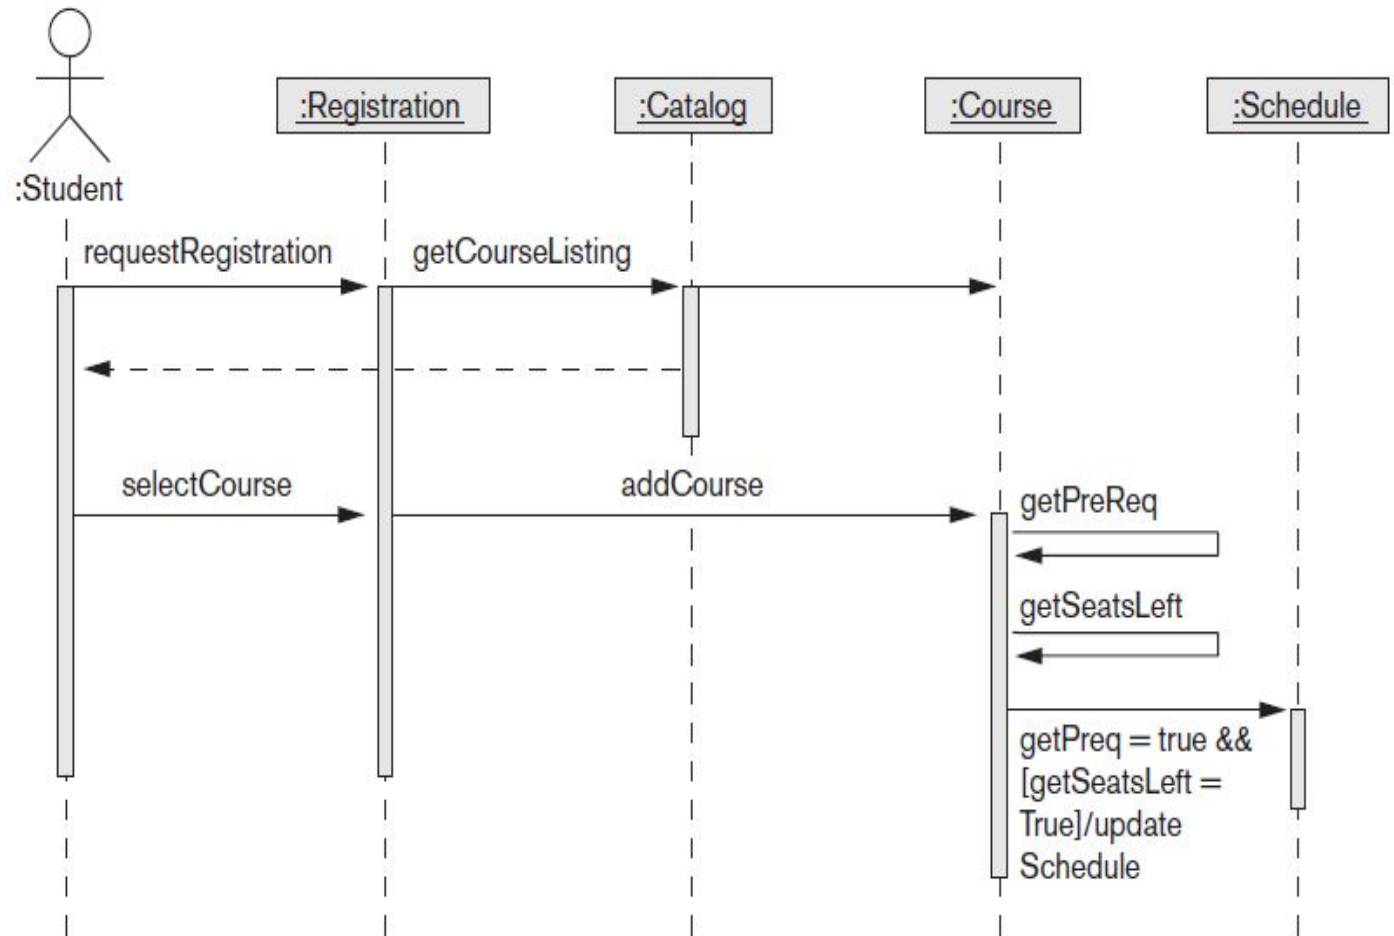 :Registration
:Catalog
:Course
:Schedule
:Student
requestRegistration
getCourseListing
selectCourse
addCourse
getPreReq
getSeatsLeft
getPreq = true &&
[getSeatsLeft =
True]/update
Schedule